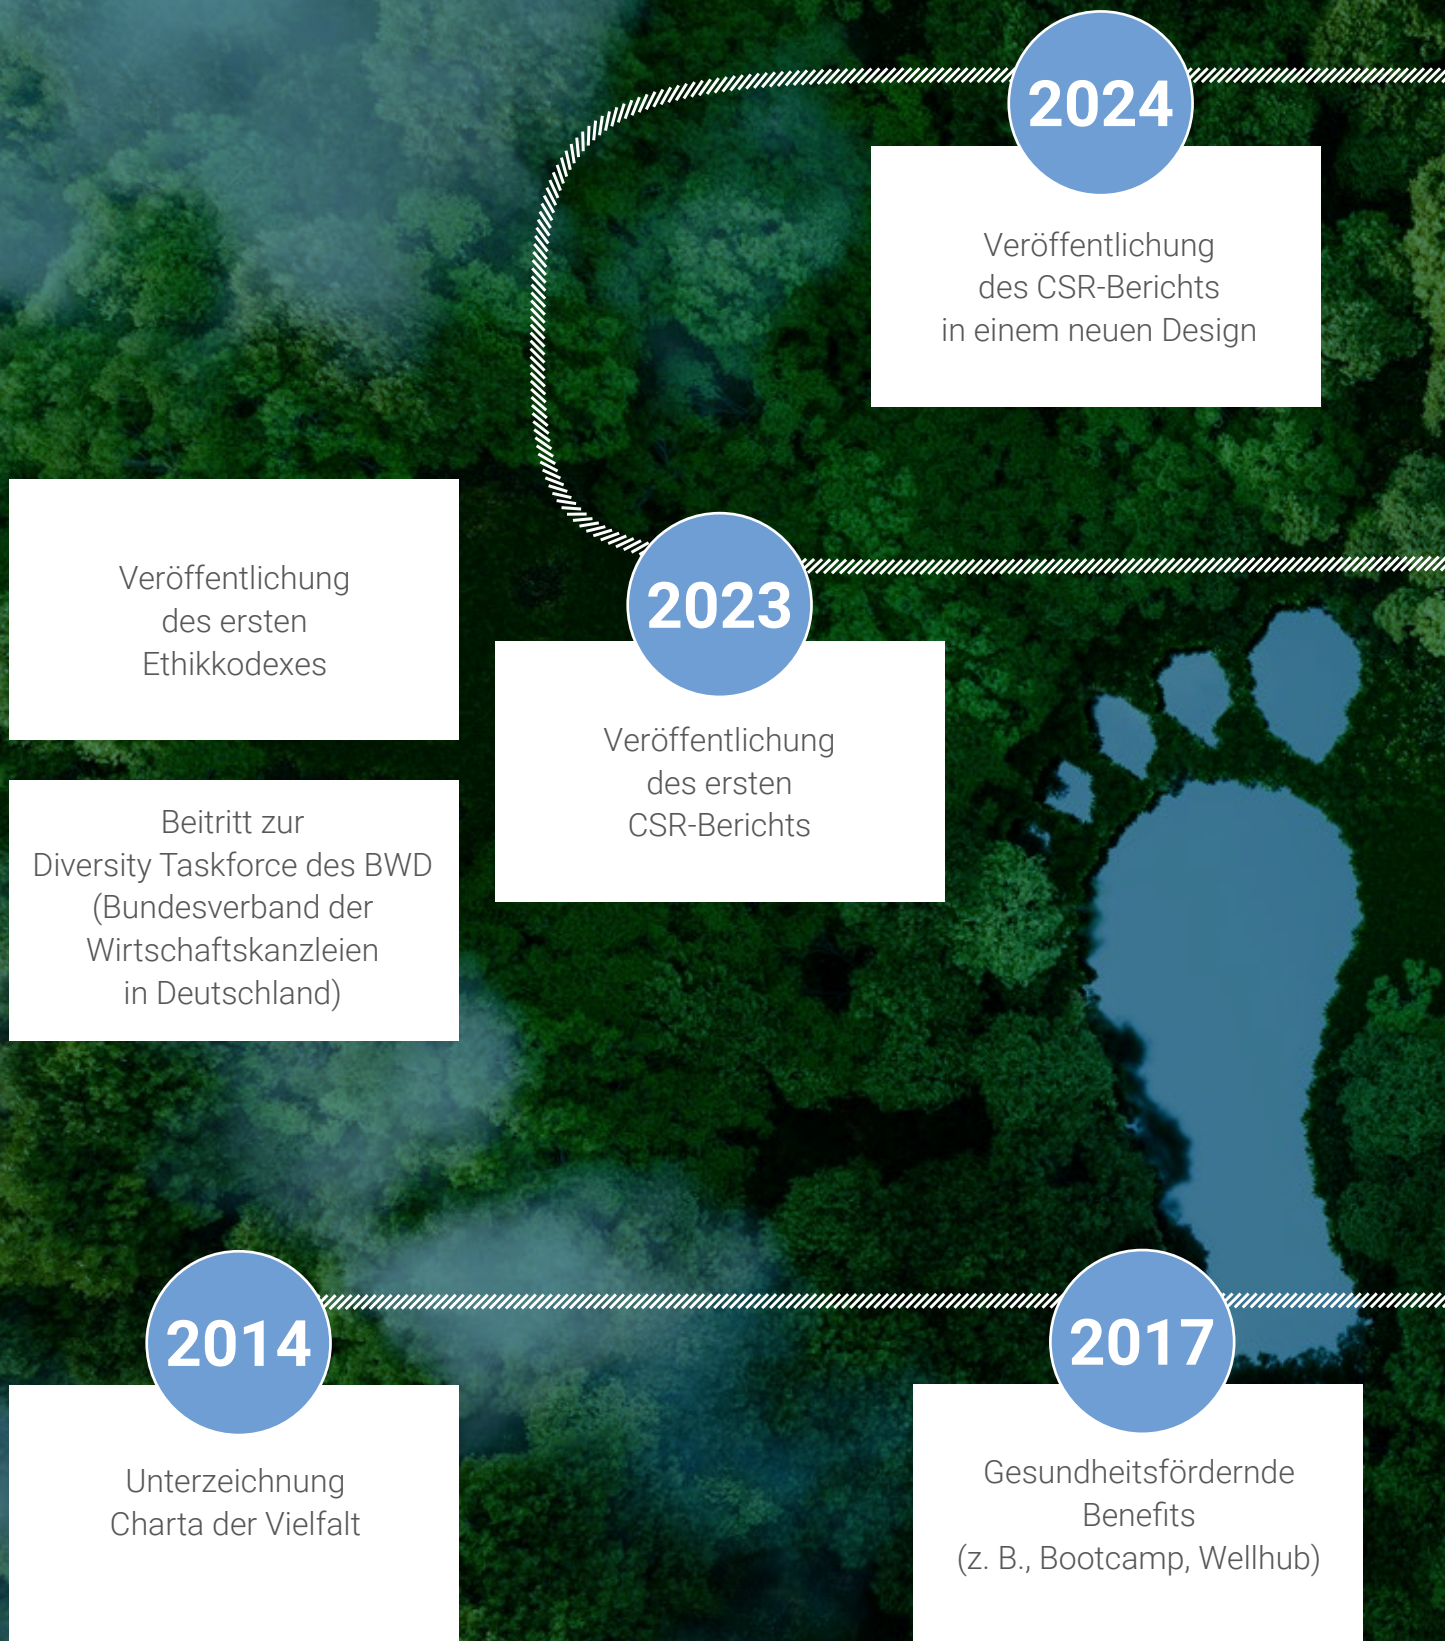 2024
Veröffentlichung
des CSR-Berichts
in einem neuen Design
Veröffentlichung
des ersten
Ethikkodexes
Beitritt zur
Diversity Taskforce des BWD
(Bundesverband der
Wirtschaftskanzleien
in Deutschland)
2023
Veröffentlichung
des ersten
CSR-Berichts
2014
Unterzeichnung
Charta der Vielfalt
2017
Gesundheitsfördernde
Benefits
(z. B., Bootcamp, Wellhub)